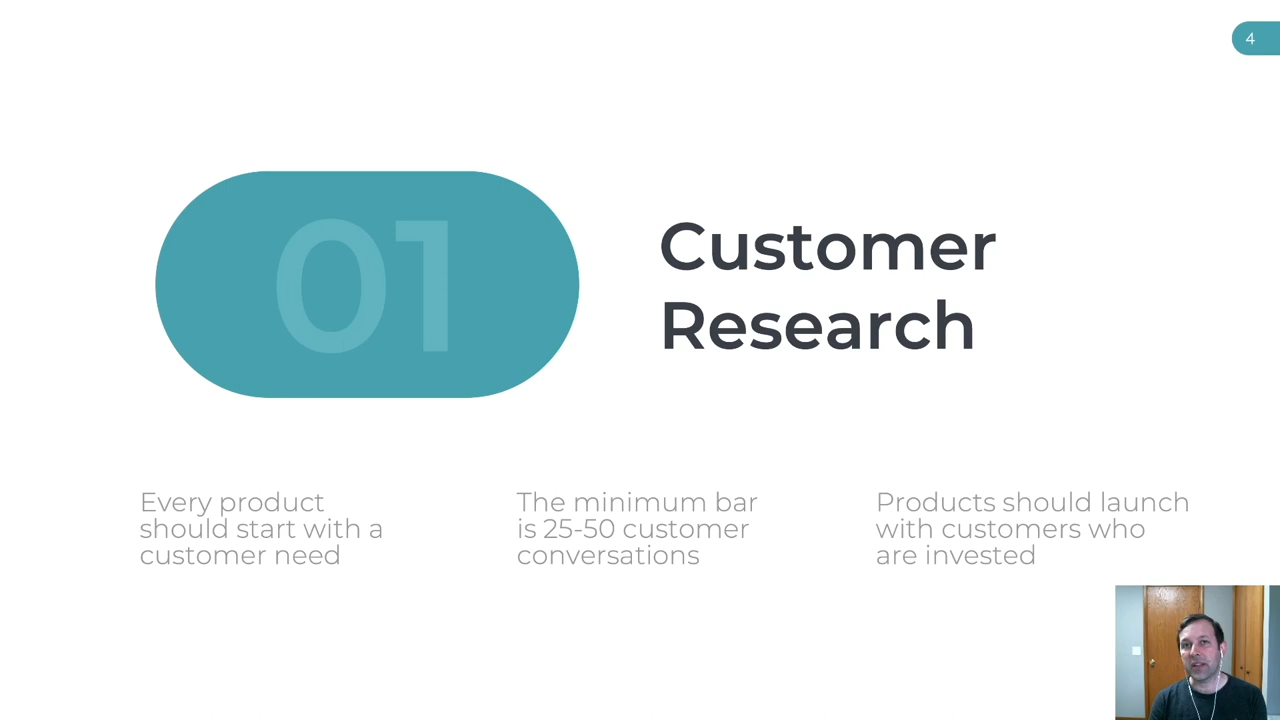 4
01
Customer
Research
Every product
should start with a
customer need
The minimum bar
is 25-50 customer
conversations
Products should launch
with customers who
are invested